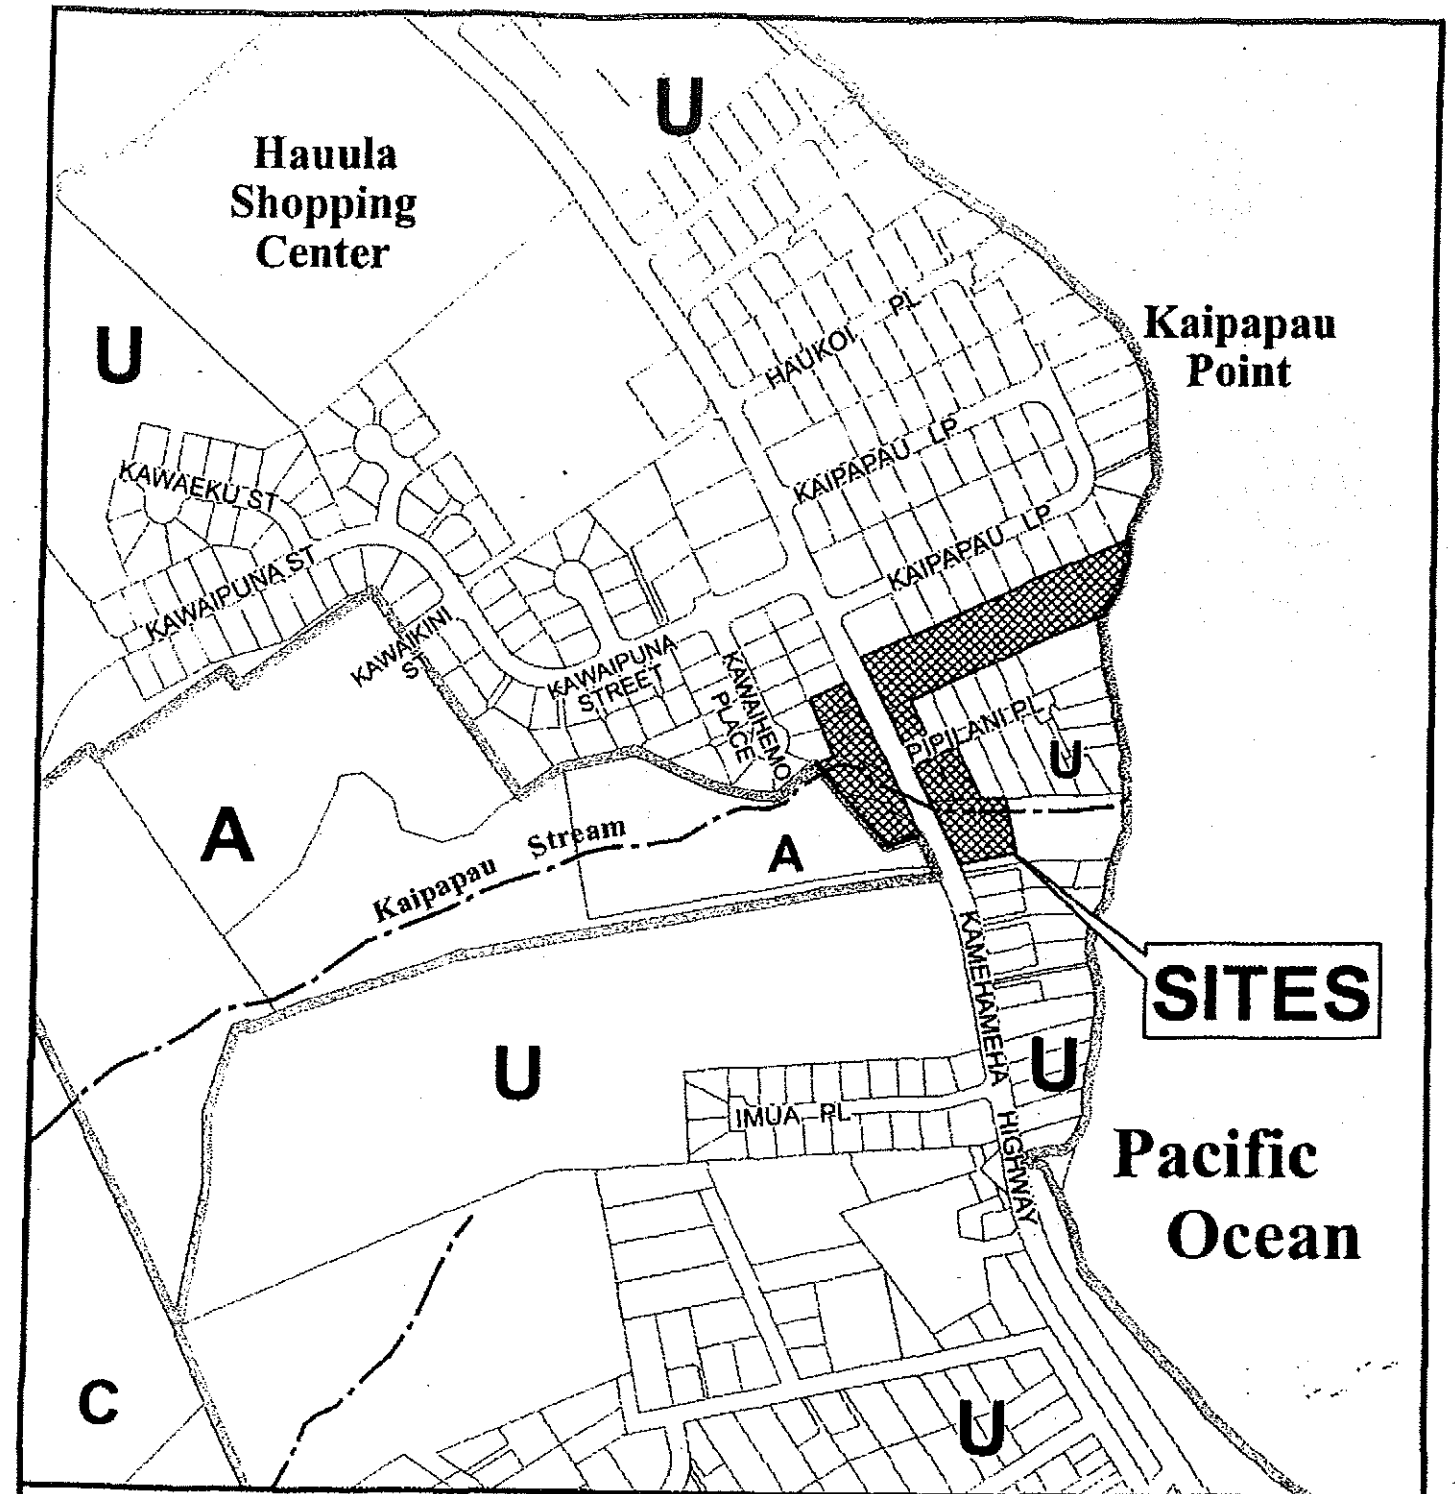 U
Hauula
Shopping
Center
U
HAUKOI PL
Kaipapau
Point
KAIPAPAU LP
KAWAEKU ST
KAIPAPAU LP
KAWAIPUNA ST
KAWAIKINI
ST
KAWAIPUNA
STREET
KAWAIHEMO
PLACE
PIPILANI PL
U
A
Kaipapau Stream
A
SITES
KAMEHAMEHA HIGHWAY
U
U
IMUA PL
Pacific
Ocean
C
U